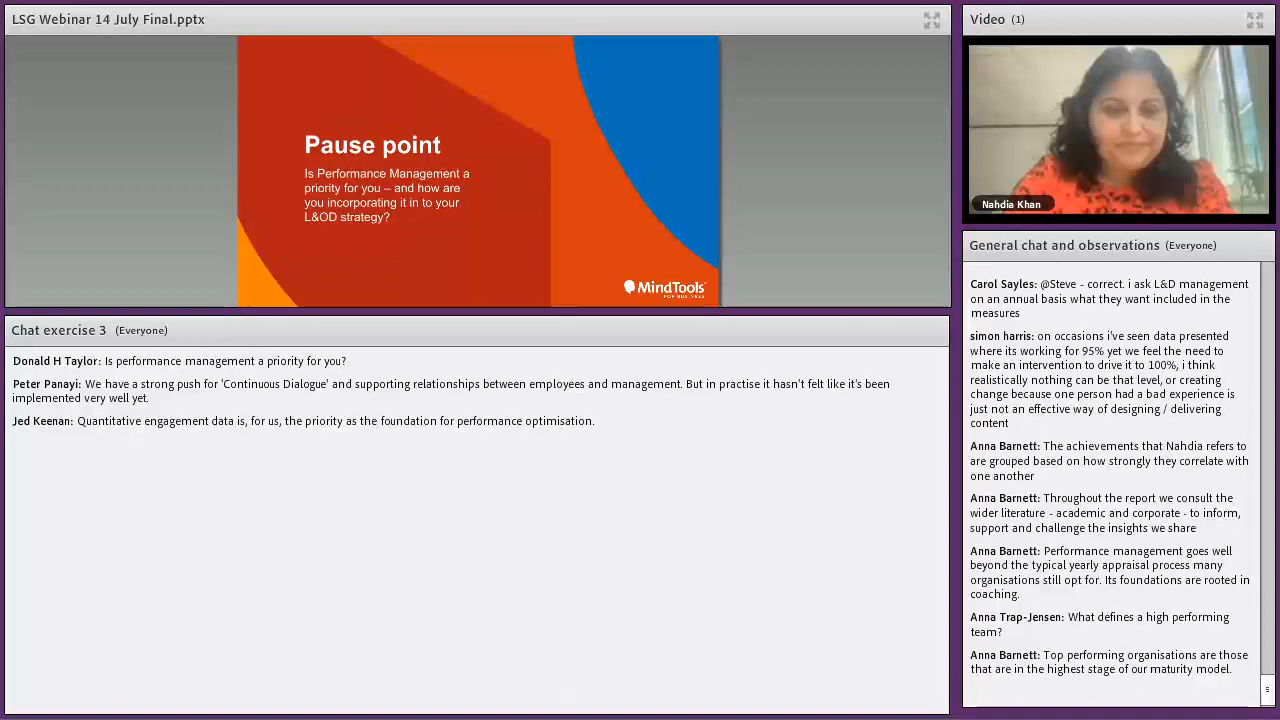 LSG Webinar 14 July Final.pptx
Pause point
Is Performance Management a
priority for you – and how are
you incorporating it in to your
L&OD strategy?
MindTools
FOR BUSINESS
Chat exercise 3 (Everyone)
Donald H Taylor: Is performance management a priority for you?
Peter Panayi: We have a strong push for 'Continuous Dialogue' and supporting relationships between employees and management. But in practise it hasn't felt like it's been
implemented very well yet.
Jed Keenan: Quantitative engagement data is, for us, the priority as the foundation for performance optimisation.
Video (1)
Nahdia Khan
General chat and observations (Everyone)
Carol Sayles: @Steve - correct. i ask L&D management
on an annual basis what they want included in the
measures
simon harris: on occasions i've seen data presented
where its working for 95% yet we feel the need to
make an intervention to drive it to 100%, i think
realistically nothing can be that level, or creating
change because one person had a bad experience is
just not an effective way of designing / delivering
content
Anna Barnett: The achievements that Nahdia refers to
are grouped based on how strongly they correlate with
one another
Anna Barnett: Throughout the report we consult the
wider literature - academic and corporate - to inform,
support and challenge the insights we share
Anna Barnett: Performance management goes well
beyond the typical yearly appraisal process many
organisations still opt for. Its foundations are rooted in
coaching.
Anna Trap-Jensen: What defines a high performing
team?
Anna Barnett: Top performing organisations are those
that are in the highest stage of our maturity model.